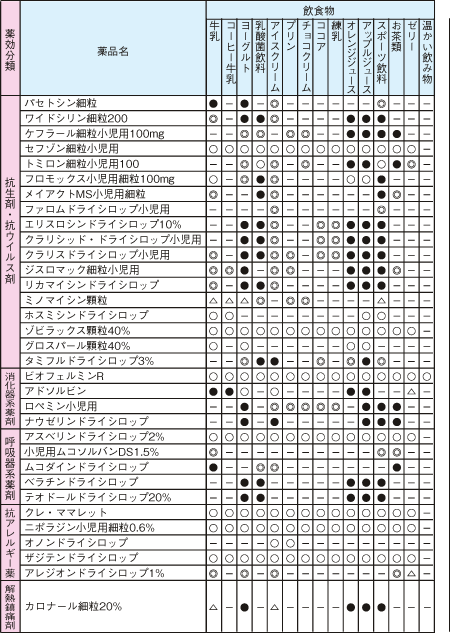 薬効分類
薬品名
飲食物
牛乳
コーヒー牛乳
ヨーグルト
乳酸菌飲料
アイスクリーム
プリン
チョコクリーム
ココア
練乳
オレンジジュース
アップルジュース
スポーツ飲料
お茶類
ゼリー
温かい飲み物
抗生剤・抗ウイルス剤
パセトシン細粒
ワイドシリン細粒200
ケフラール細粒小児用100mg
セフゾン細粒小児用
トミロン細粒小児用100
フロモックス小児用細粒100mg
メイアクトMS小児用細粒
ファロムドライシロップ小児用
エリスロシンドライシロップ10%
クラリシッド・ドライシロップ小児用
クラリスドライシロップ小児用
ジスロマック細粒小児用
リカマイシンドライシロップ
ミノマイシン顆粒
ホスミシンドライシロップ
ゾビラックス顆粒40%
グロスパール顆粒40%
タミフルドライシロップ3%
消化器系薬剤
ビオフェルミンR
アドソルビン
ロペミン小児用
ナウゼリンドライシロップ
呼吸器系薬剤
アスベリンドライシロップ2%
小児用ムコソルバンDS1.5%
ムコダインドライシロップ
ベラチンドライシロップ
テオドールドライシロップ20%
抗アレルギー薬
クレ・ママレット
ニポラジン小児用細粒0.6%
オノンドライシロップ
ザジテンドライシロップ
アレジオンドライシロップ1%
解熱鎮痛剤
カロナール細粒20%